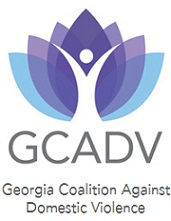 GCADV
Georgia Coalition Against
Domestic Violence